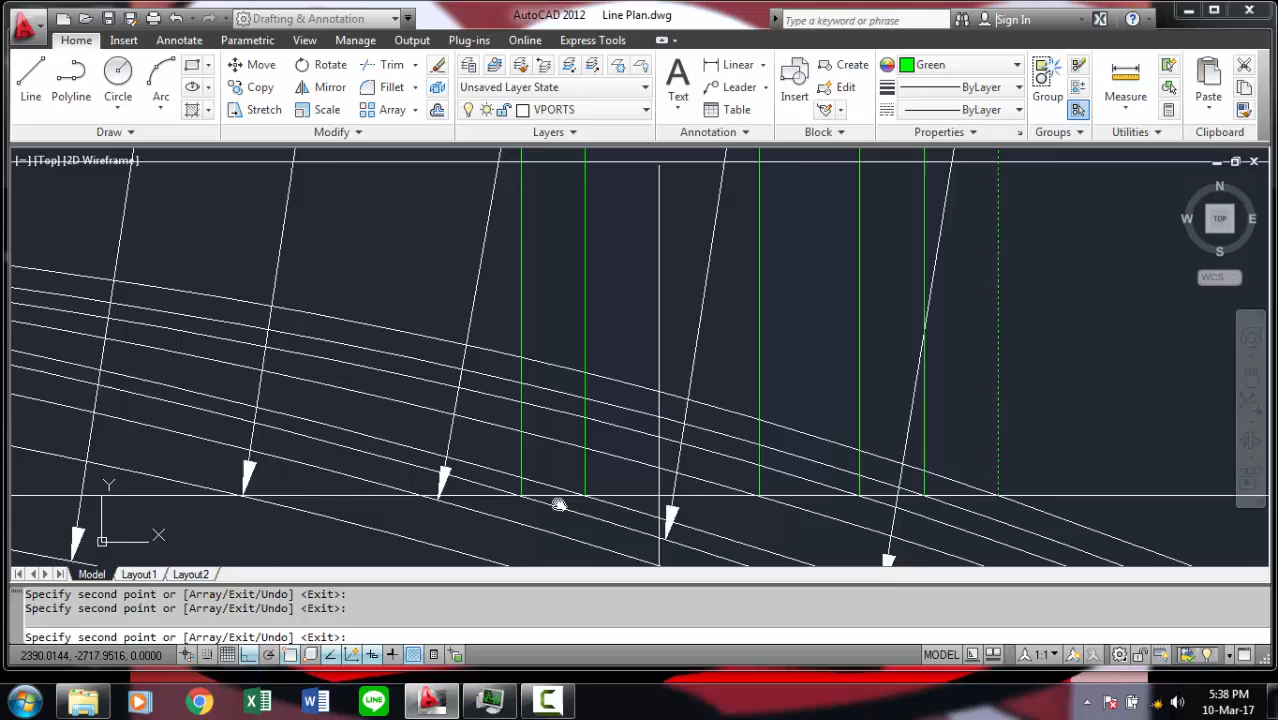 Drafting & Annotation
AutoCAD 2012 Line Plan.dwg
Type a keyword or phrase
Sign In
Home Insert Annotate Parametric View Manage Output Plug-ins Online Express Tools
Line Polyline Circle Arc
Move Rotate Trim
Copy Mirror Fillet
Stretch Scale Array
Unsaved Layer State
VPORTS
Text
Linear
Leader
Table
Insert
Create
Edit
Green
ByLayer
ByLayer
Group
Measure
Paste
Draw Modify Layers Annotation Block Properties Groups Utilities Clipboard
[−] [Top] [2D Wireframe]
N
W TOP E
S
WCS
Y
X
Model Layout1 Layout2
Specify second point or [Array/Exit/Undo] <Exit>:
Specify second point or [Array/Exit/Undo] <Exit>:
Specify second point or [Array/Exit/Undo] <Exit>:
2390.0144, -2717.9516, 0.0000
MODEL
1:1
LINE
5:38 PM
10-Mar-17